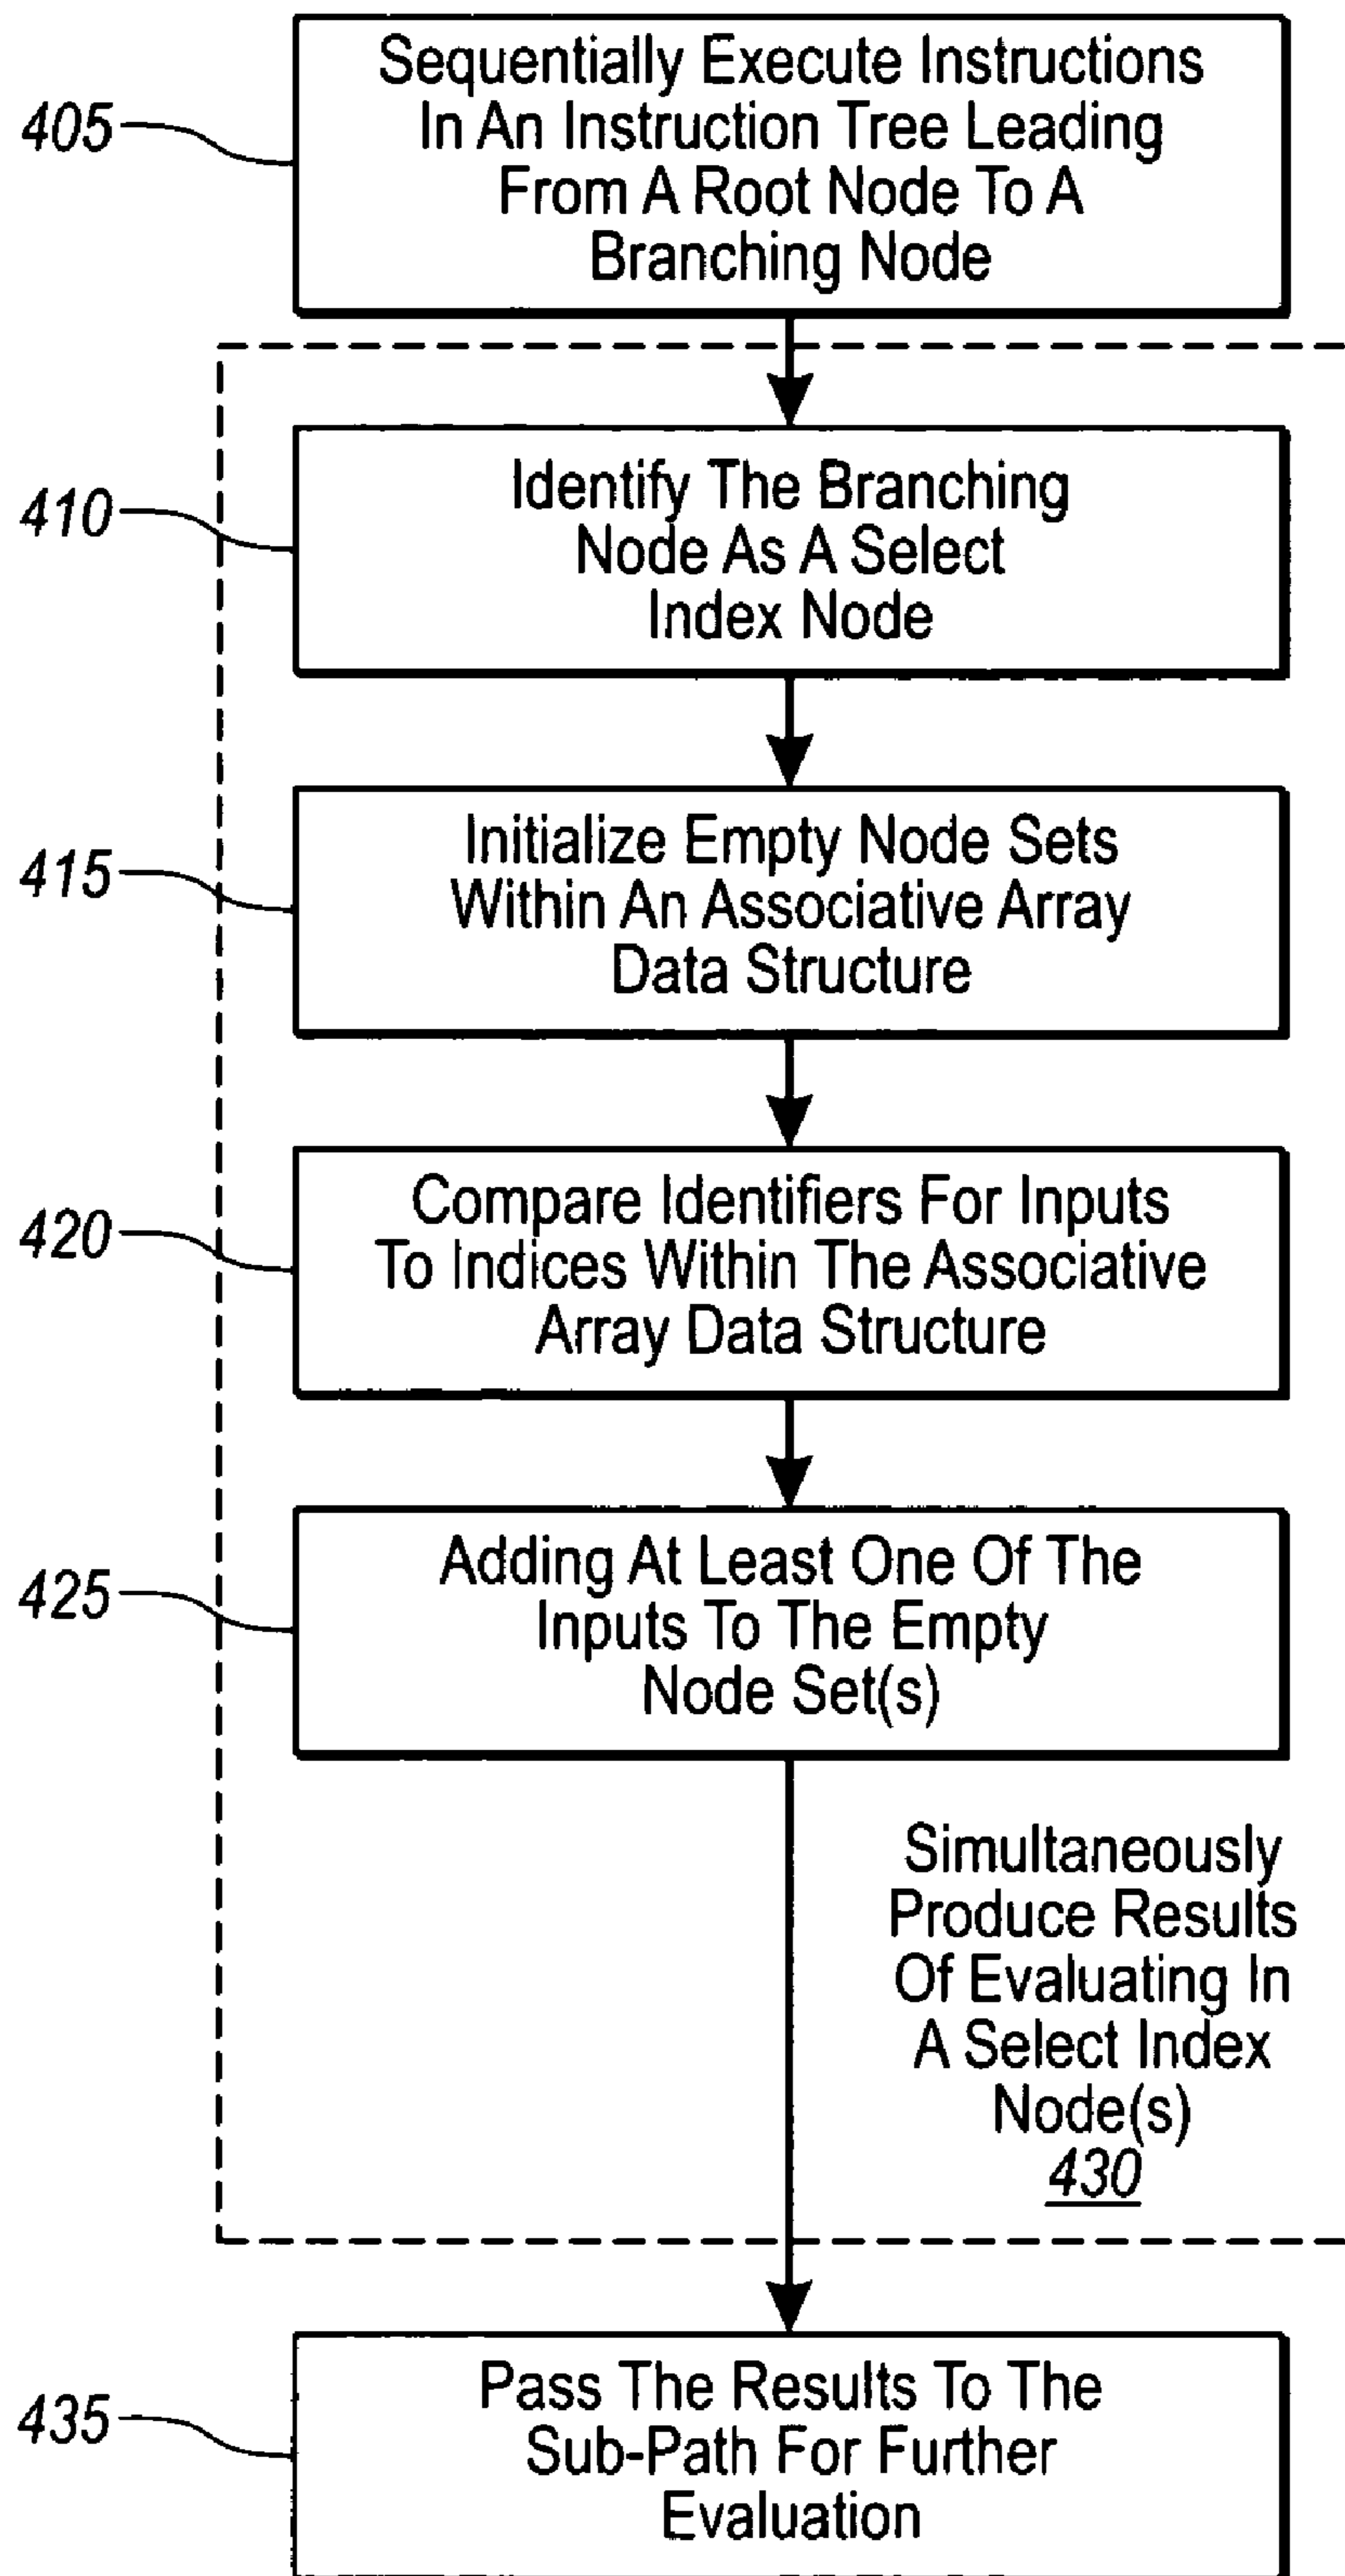 405
Sequentially Execute Instructions
In An Instruction Tree Leading
From A Root Node To A
Branching Node
410
Identify The Branching
Node As A Select
Index Node
415
Initialize Empty Node Sets
Within An Associative Array
Data Structure
420
Compare Identifiers For Inputs
To Indices Within The Associative
Array Data Structure
425
Adding At Least One Of The
Inputs To The Empty
Node Set(s)
Simultaneously
Produce Results
Of Evaluating In
A Select Index
Node(s)
430
435
Pass The Results To The
Sub-Path For Further
Evaluation